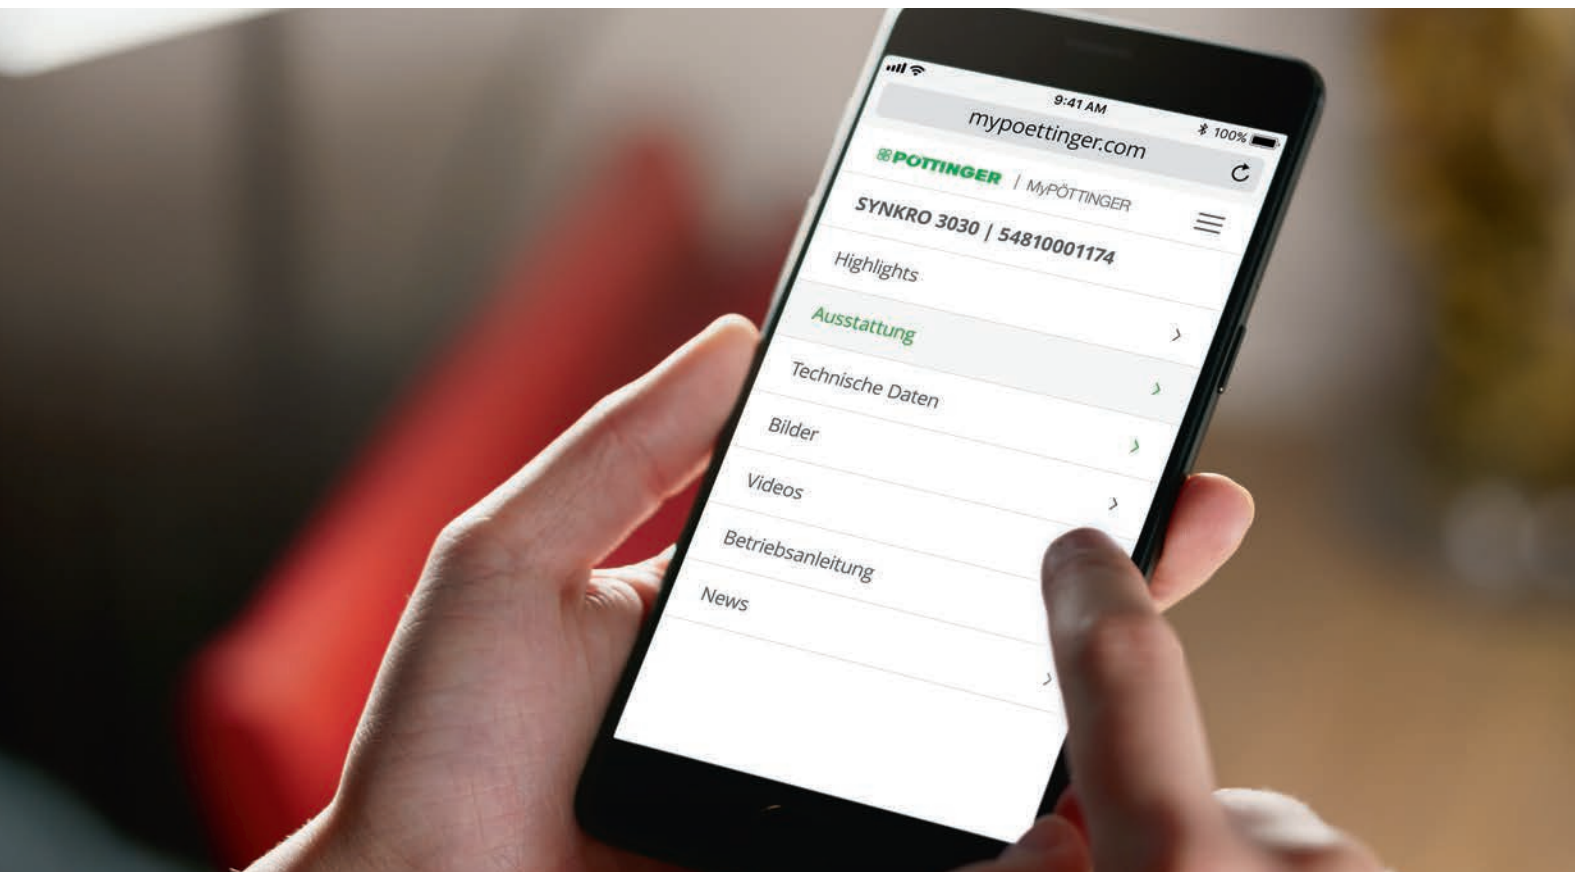 9:41 AM
100%
mypoettinger.com
PÖTTINGER | MyPÖTTINGER
SYNKRO 3030 | 54810001174
Highlights
Ausstattung
Technische Daten
Bilder
Videos
Betriebsanleitung
News